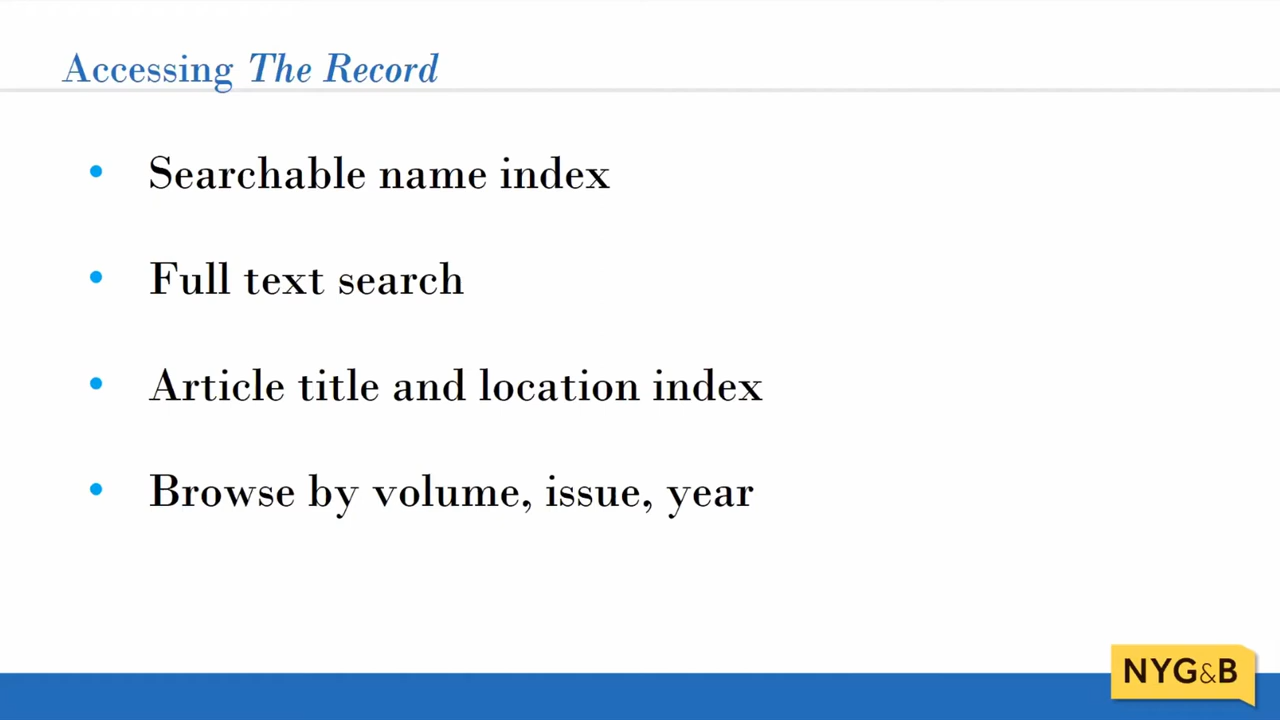 Accessing The Record
• Searchable name index
• Full text search
• Article title and location index
• Browse by volume, issue, year
NYG&B